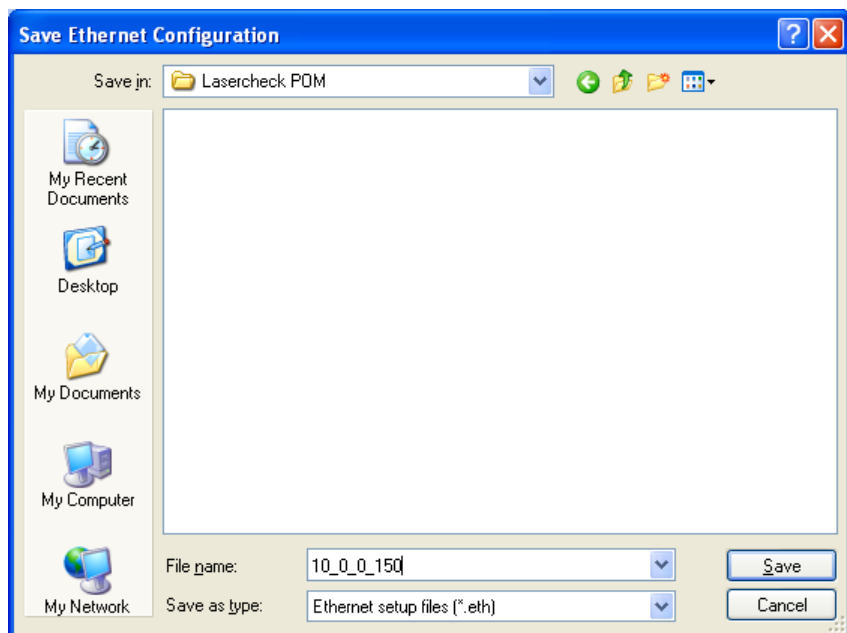 Save Ethernet Configuration
Save in: Lasercheck POM
My Recent
Documents
Desktop
My Documents
My Computer
My Network
File name: 10_0_0_150
Save
Save as type: Ethernet setup files (*.eth)
Cancel